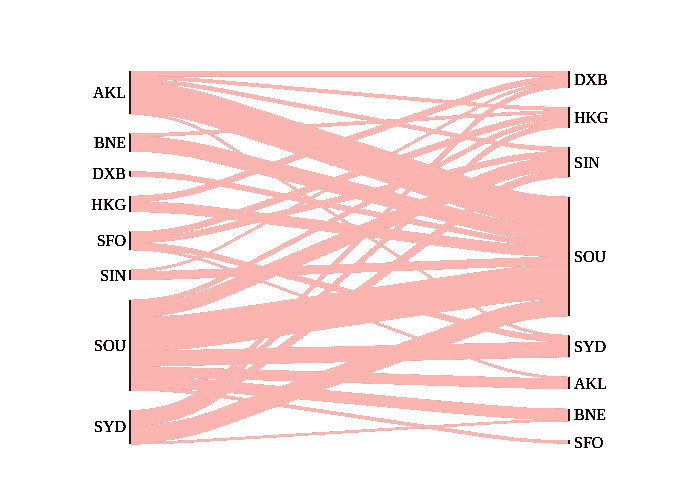 AKL
BNE
DXB
HKG
SFO
SIN
SOU
SYD
DXB
HKG
SIN
SOU
SYD
AKL
BNE
SFO